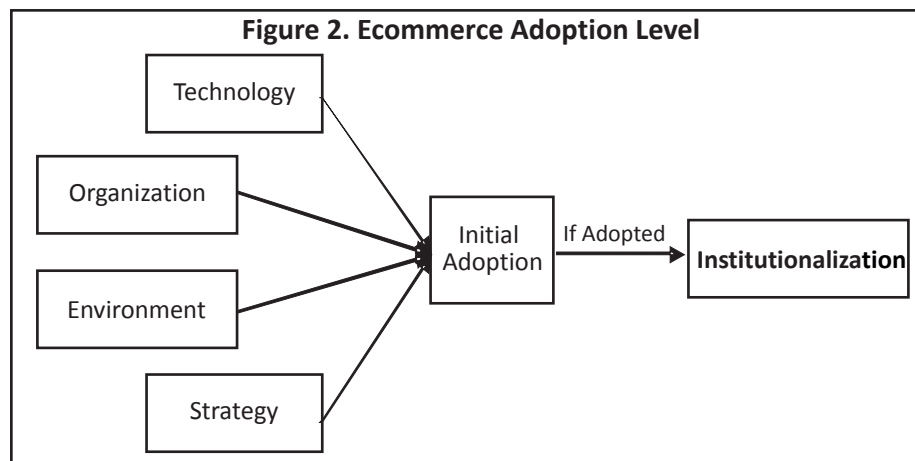 Figure 2. Ecommerce Adoption Level
Technology
Organization
Environment
Strategy
Initial
Adoption
If Adopted
Institutionalization